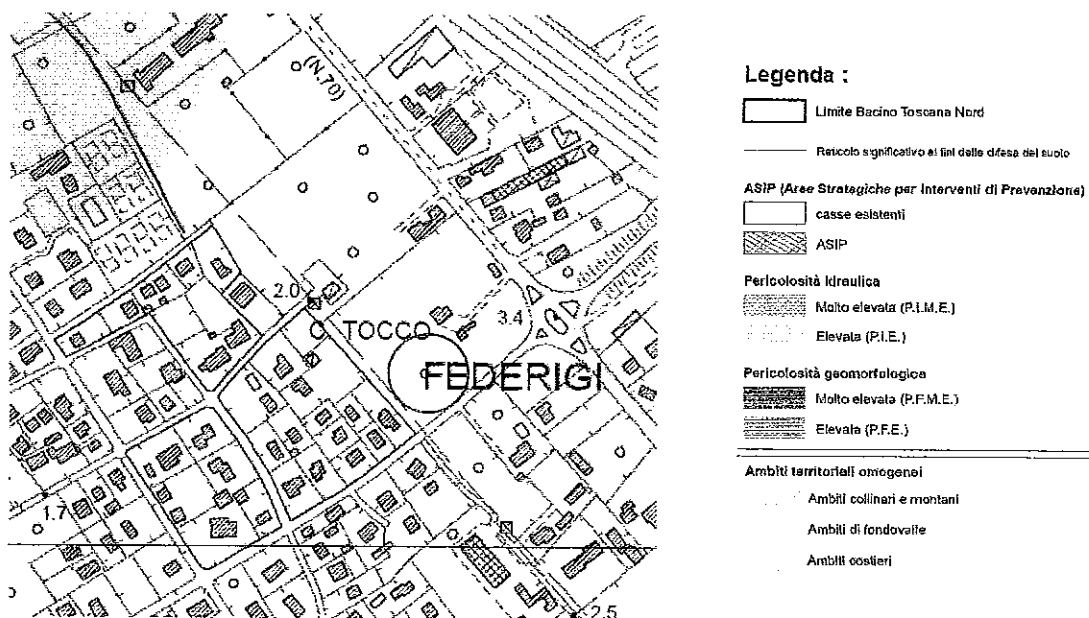 (N.70)
2.0
C. TOCCO
3.4
FEDERIGI
1.7
2.5
Legenda :
Limite Bacino Toscana Nord
Reticolo significativo ai fini della difesa del suolo
ASIP (Aree Strategiche per Interventi di Prevenzione)
casse esistenti
ASIP
Pericolosità Idraulica
Molto elevata (P.I.M.E.)
Elevata (P.I.E.)
Pericolosità geomorfologica
Molto elevata (P.F.M.E.)
Elevata (P.F.E.)
Ambiti territoriali omogenei
Ambiti collinari e montani
Ambiti di fondovalle
Ambiti costieri